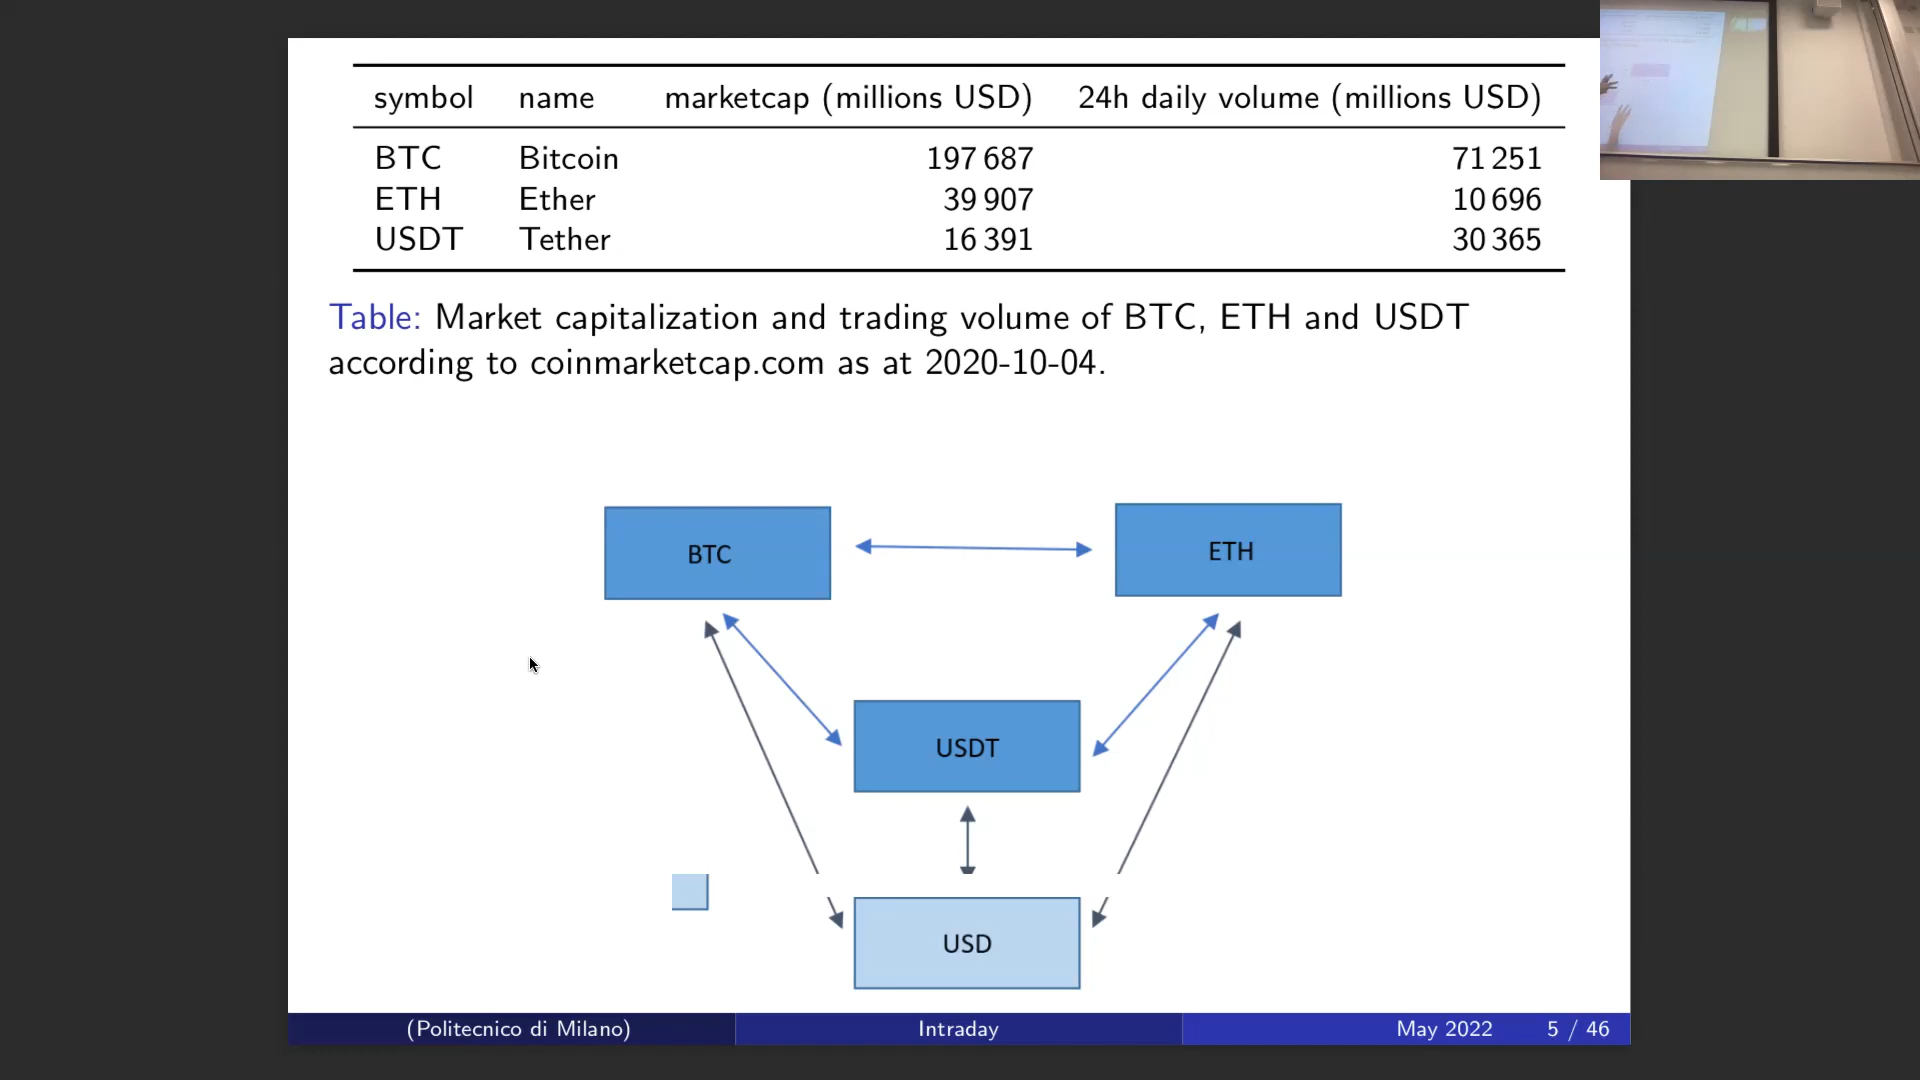 symbol name marketcap (millions USD) 24h daily volume (millions USD)
BTC Bitcoin 197 687 71 251
ETH Ether 39 907 10 696
USDT Tether 16 391 30 365
Table: Market capitalization and trading volume of BTC, ETH and USDT
according to coinmarketcap.com as at 2020-10-04.
BTC
ETH
USDT
USD
(Politecnico di Milano) Intraday May 2022 5 / 46